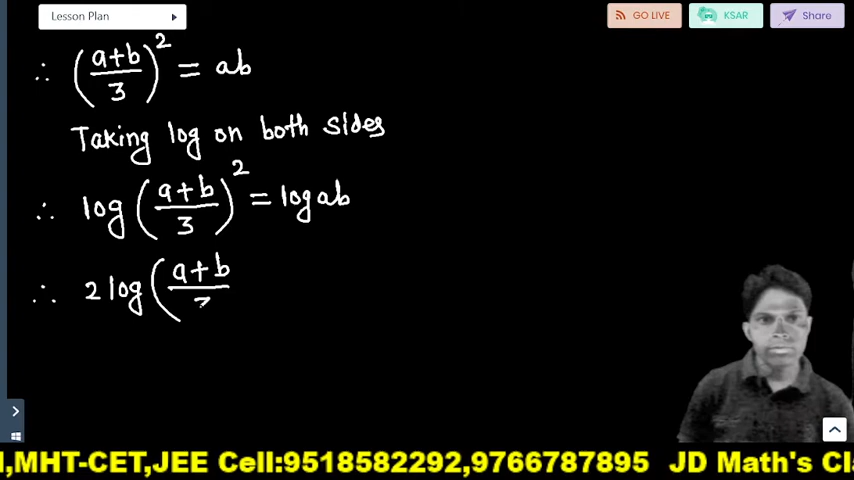 Lesson Plan
GO LIVE
KSAR
Share
∴ (a+b/3)² = ab
Taking log on both sides
∴ log (a+b/3)² = log ab
∴ 2 log (a+b/3
,MHT-CET,JEE Cell:9518582292,9766787895 JD Math's Cl